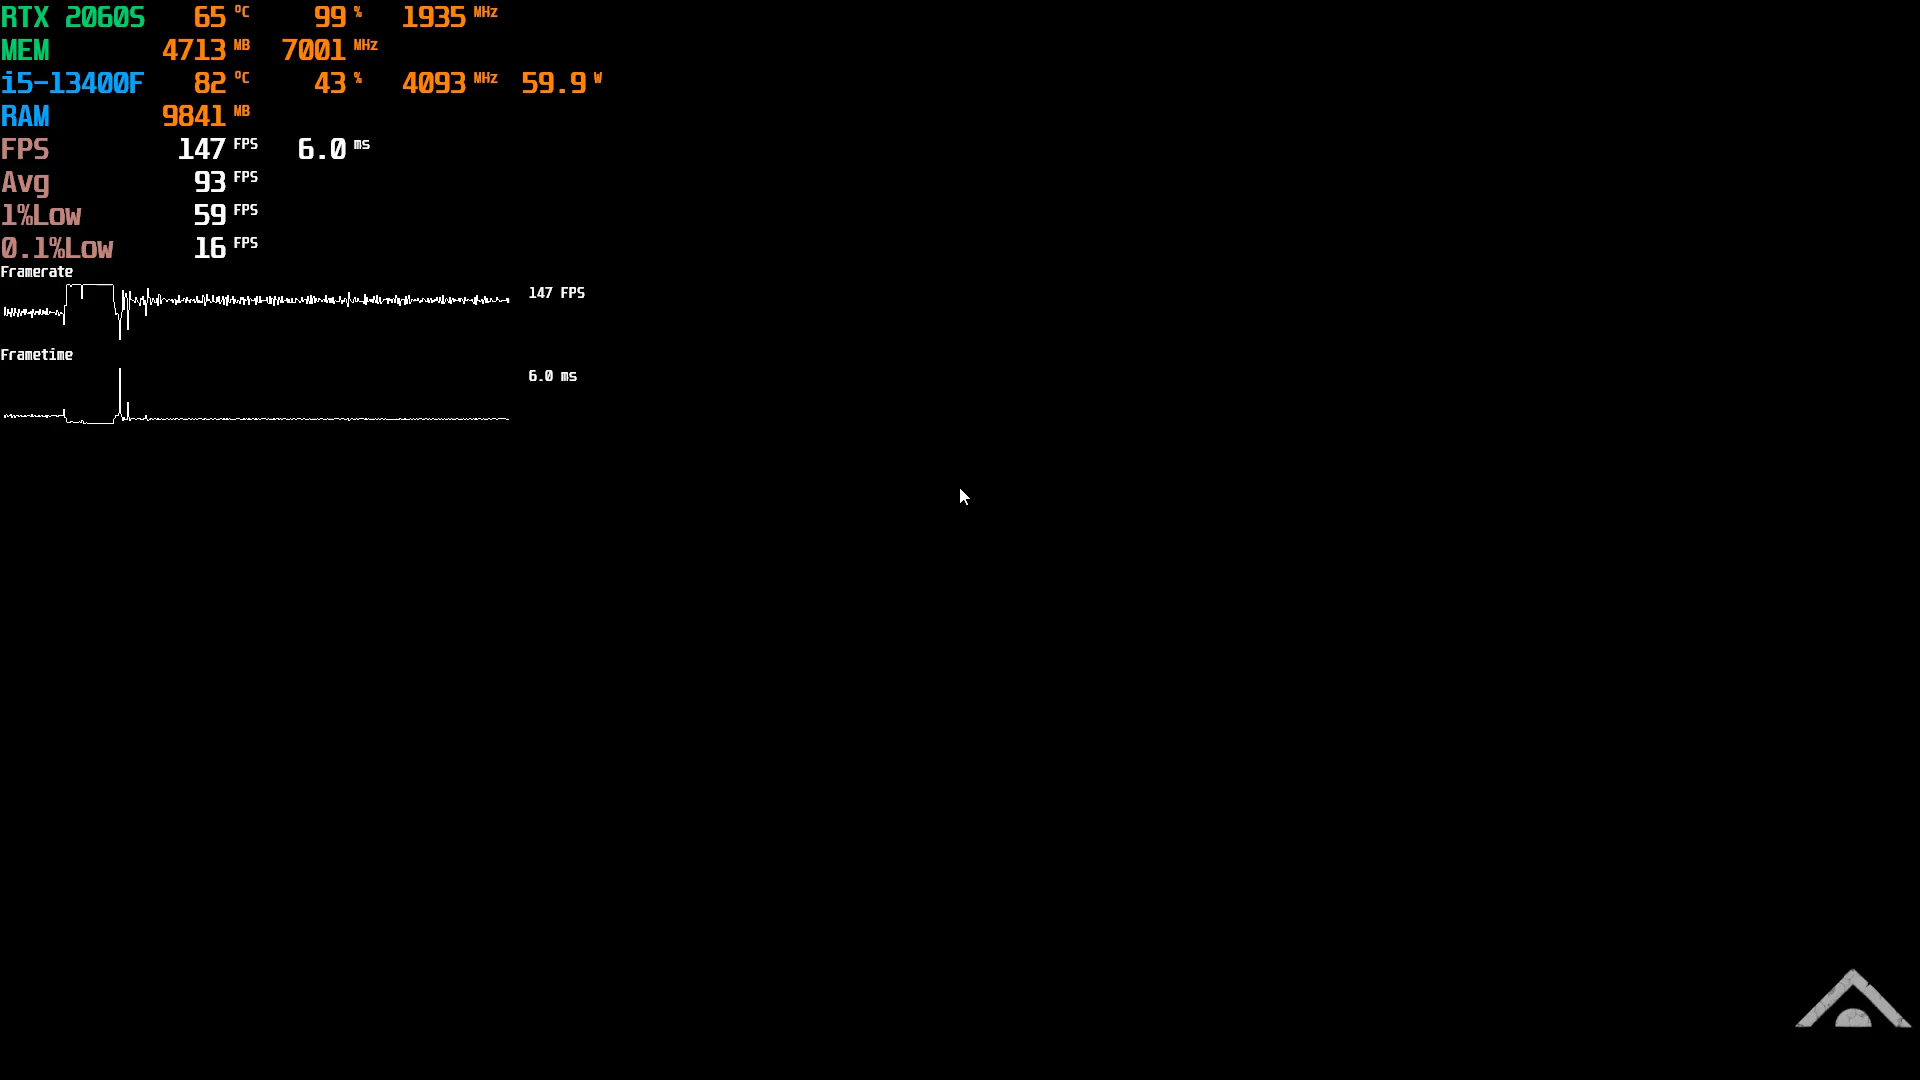 RTX 2060S 65 °C 99 % 1935 MHz
MEM 4713 MB 7001 MHz
i5-13400F 82 °C 43 % 4093 MHz 59.9 W
RAM 9841 MB
FPS 147 FPS 6.0 ms
Avg 93 FPS
1%Low 59 FPS
0.1%Low 16 FPS
Framerate
147 FPS
Frametime
6.0 ms